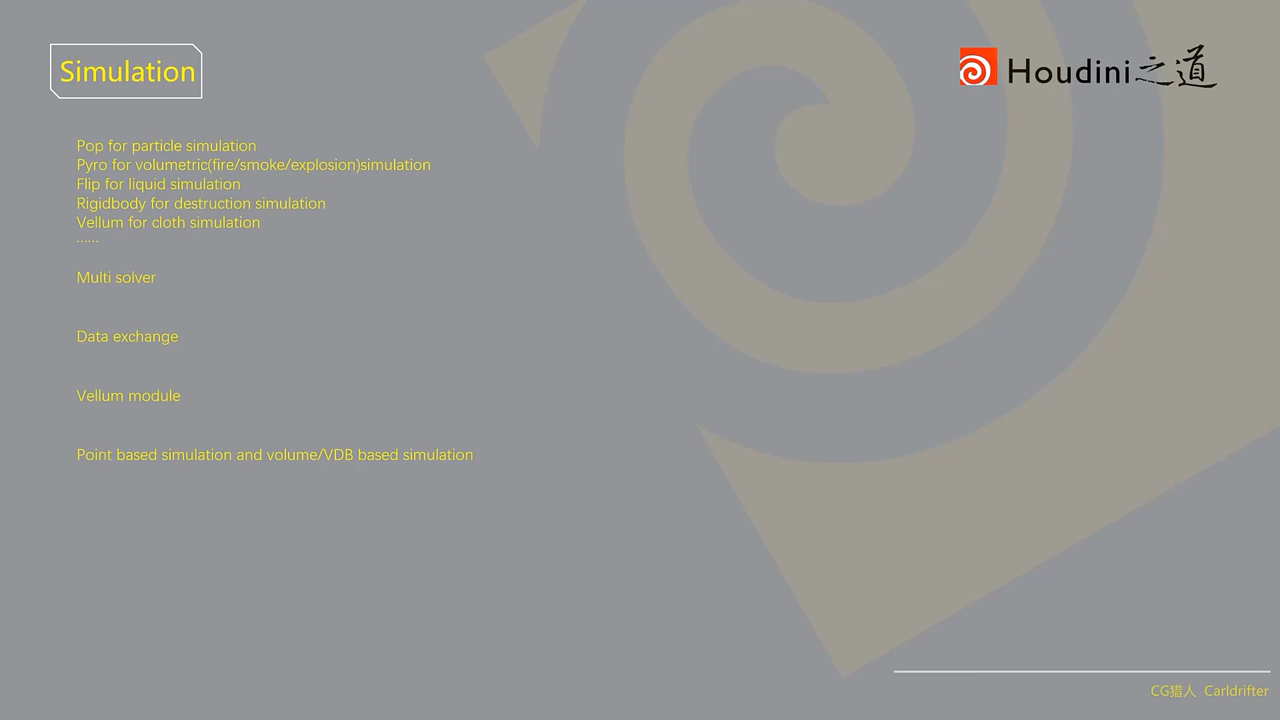 Simulation
Houdini之道
Pop for particle simulation
Pyro for volumetric(fire/smoke/explosion)simulation
Flip for liquid simulation
Rigidbody for destruction simulation
Vellum for cloth simulation
......
Multi solver
Data exchange
Vellum module
Point based simulation and volume/VDB based simulation
CG猎人 Carldrifter